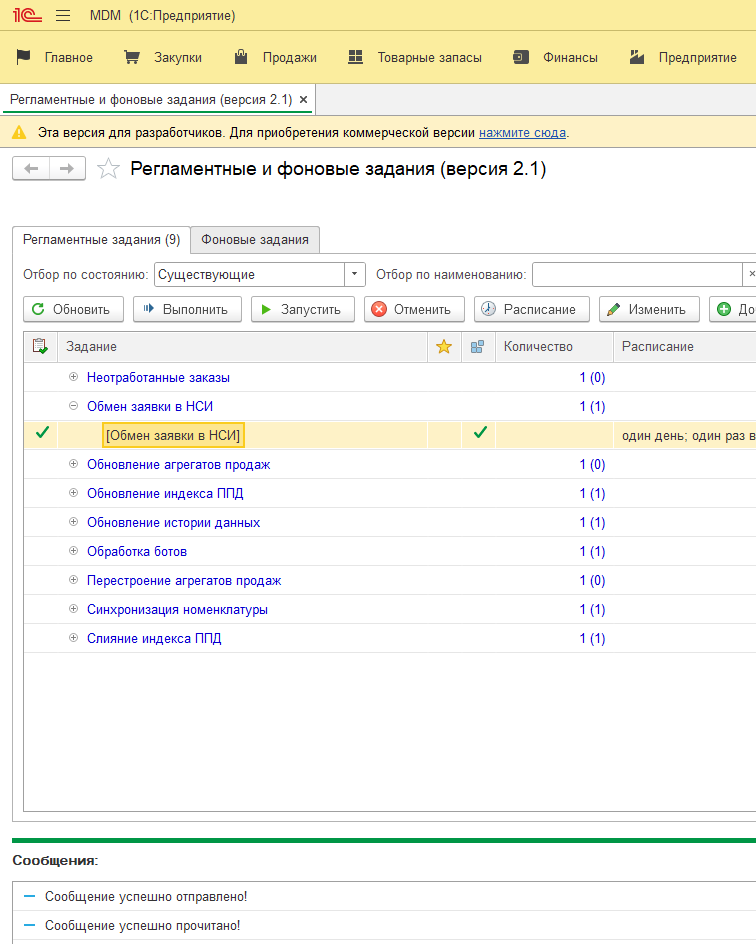 1С MDM (1С:Предприятие)
Главное Закупки Продажи Товарные запасы Финансы Предприятие
Регламентные и фоновые задания (версия 2.1) ×
Эта версия для разработчиков. Для приобретения коммерческой версии нажмите сюда.
Регламентные и фоновые задания (версия 2.1)
Регламентные задания (9) Фоновые задания
Отбор по состоянию: Существующие Отбор по наименованию: ×
Обновить Выполнить Запустить Отменить Расписание Изменить До
Задание Количество Расписание
Неотработанные заказы 1 (0)
Обмен заявки в НСИ 1 (1)
[Обмен заявки в НСИ] один день; один раз в
Обновление агрегатов продаж 1 (0)
Обновление индекса ППД 1 (1)
Обновление истории данных 1 (1)
Обработка ботов 1 (1)
Перестроение агрегатов продаж 1 (0)
Синхронизация номенклатуры 1 (1)
Слияние индекса ППД 1 (1)
Сообщения:
Сообщение успешно отправлено!
Сообщение успешно прочитано!